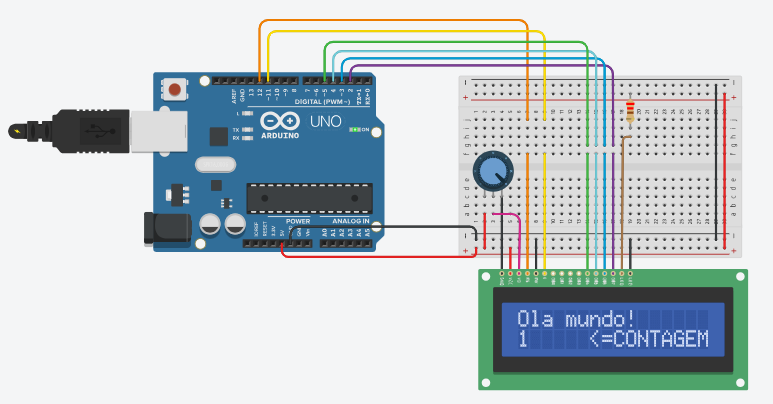 AREF
GND
13
12
~11
~10
~9
8
7
~6
~5
4
~3
2
TX→1
RX←0
DIGITAL (PWM~)
L
TX
RX
UNO
ON
ARDUINO
POWER
ANALOG IN
IOREF
RESET
3.3V
5V
GND
Vin
A0
A1
A2
A3
A4
A5
Ola mundo!
1 <=CONTAGEM